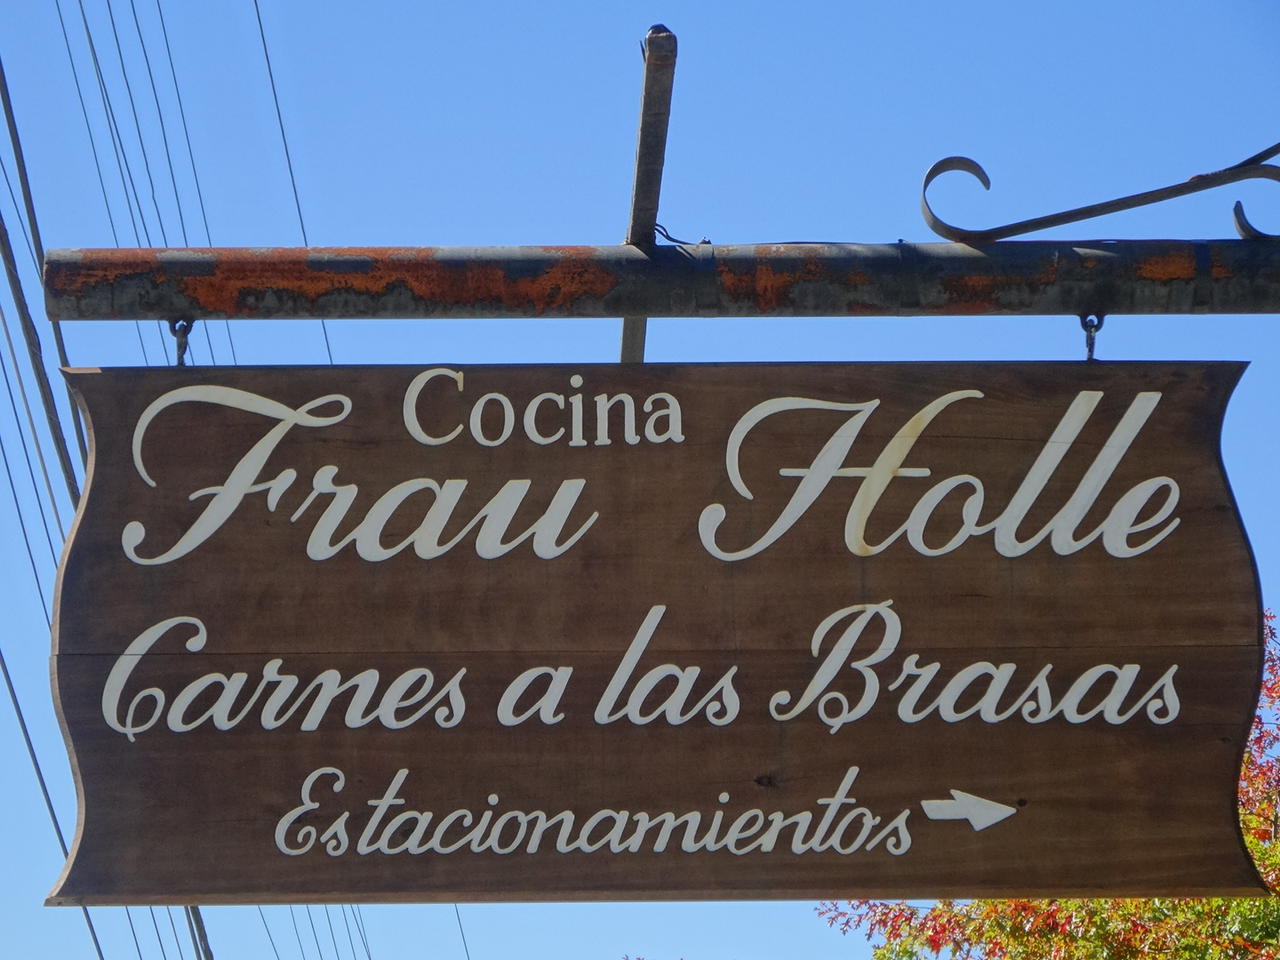 Cocina
Frau Holle
Carnes a las Brasas
Estacionamientos